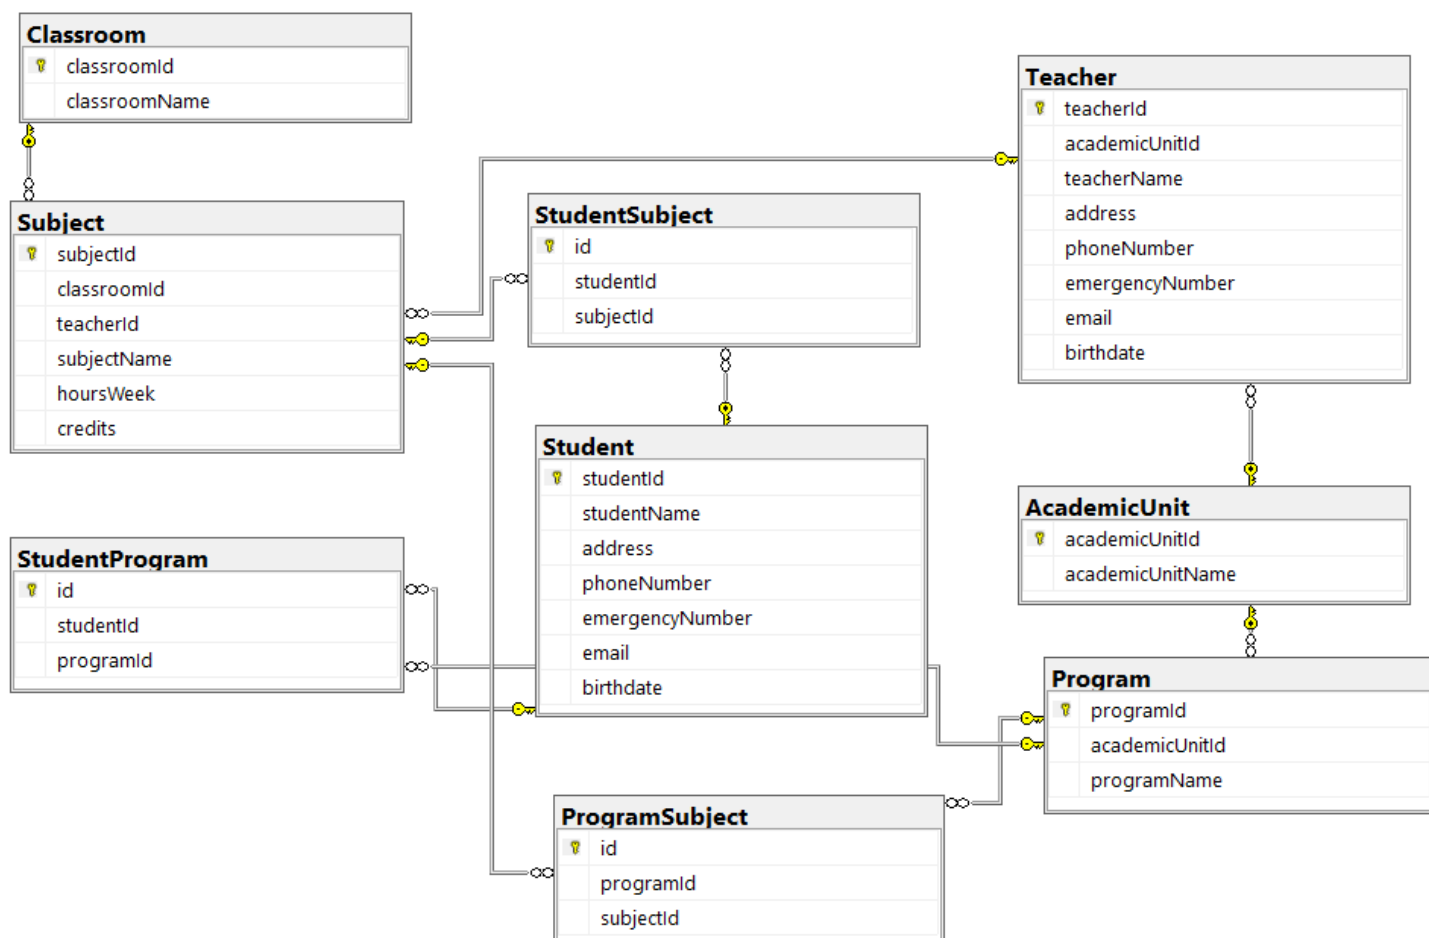 Classroom
classroomId
classroomName
Subject
subjectId
classroomId
teacherId
subjectName
hoursWeek
credits
StudentSubject
id
studentId
subjectId
Teacher
teacherId
academicUnitId
teacherName
address
phoneNumber
emergencyNumber
email
birthdate
Student
studentId
studentName
address
phoneNumber
emergencyNumber
email
birthdate
StudentProgram
id
studentId
programId
AcademicUnit
academicUnitId
academicUnitName
Program
programId
academicUnitId
programName
ProgramSubject
id
programId
subjectId